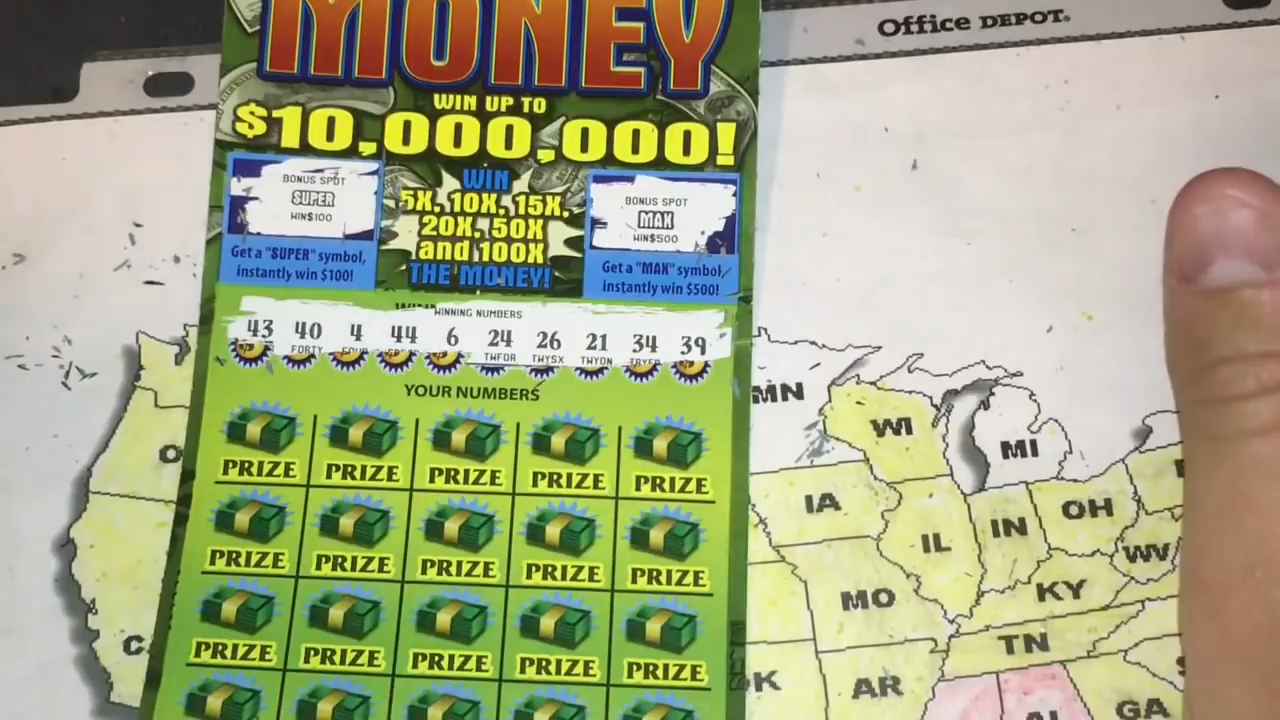 Office DEPOT.
MONEY
WIN UP TO
$10,000,000!
BONUS SPOT
SUPER
WIN$100
Get a "SUPER" symbol,
instantly win $100!
WIN
5X, 10X, 15X,
20X, 50X
and 100X
THE MONEY!
BONUS SPOT
MAX
WIN$500
Get a "MAX" symbol,
instantly win $500!
WINNING NUMBERS
43 40 4 44 6 24 26 21 34 39
FORTY TWFOR TWYSX TWYON
YOUR NUMBERS
PRIZE PRIZE PRIZE PRIZE PRIZE
PRIZE PRIZE PRIZE PRIZE PRIZE
PRIZE PRIZE PRIZE PRIZE PRIZE
MN
WI
MI
IA
IL
IN
OH
WV
MO
KY
TN
AR
GA